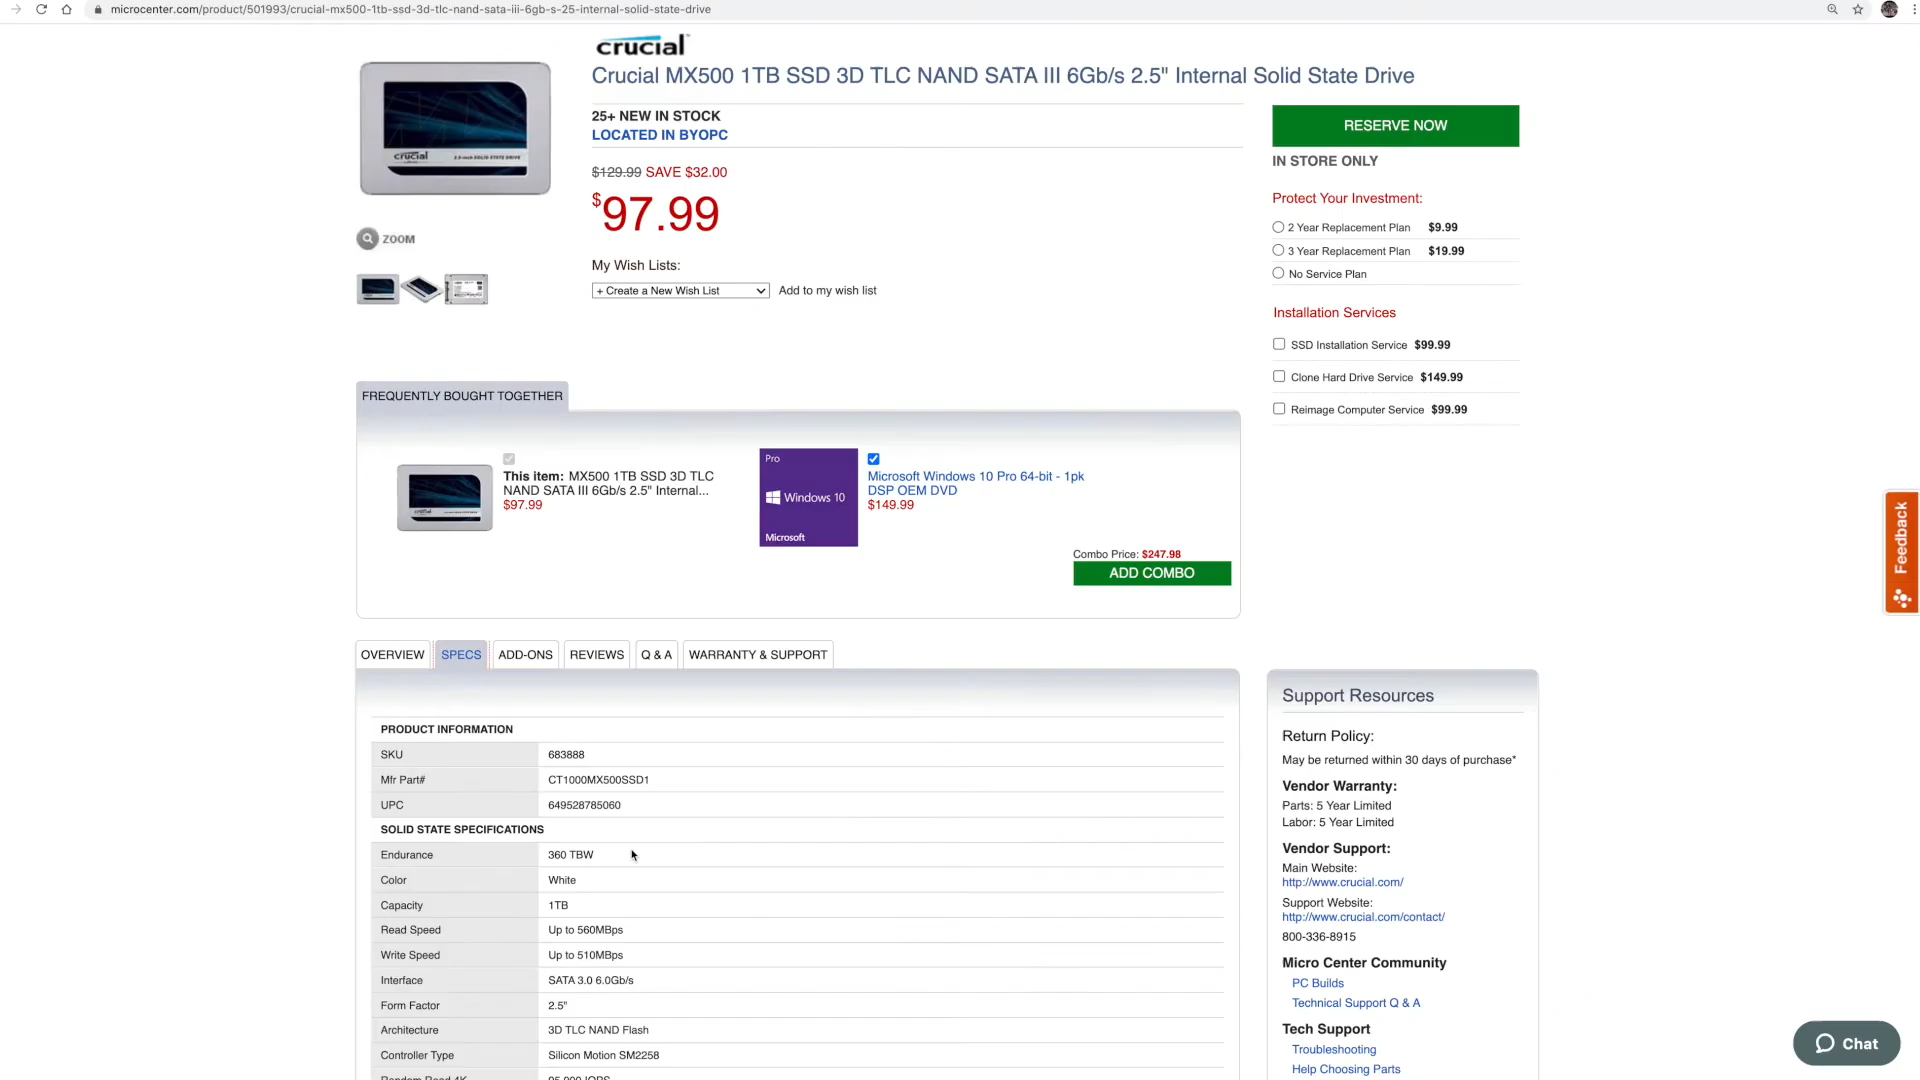 microcenter.com/product/501993/crucial-mx500-1tb-ssd-3d-tlc-nand-sata-iii-6gb-s-25-internal-solid-state-drive
crucial
Crucial MX500 1TB SSD 3D TLC NAND SATA III 6Gb/s 2.5" Internal Solid State Drive
25+ NEW IN STOCK
LOCATED IN BYOPC
$129.99 SAVE $32.00
$97.99
My Wish Lists:
+ Create a New Wish List
Add to my wish list
crucial 2.5-inch SOLID STATE DRIVE
ZOOM
RESERVE NOW
IN STORE ONLY
Protect Your Investment:
2 Year Replacement Plan $9.99
3 Year Replacement Plan $19.99
No Service Plan
Installation Services
SSD Installation Service $99.99
Clone Hard Drive Service $149.99
Reimage Computer Service $99.99
FREQUENTLY BOUGHT TOGETHER
crucial
This item: MX500 1TB SSD 3D TLC
NAND SATA III 6Gb/s 2.5" Internal...
$97.99
Pro
Windows 10
Microsoft
Microsoft Windows 10 Pro 64-bit - 1pk
DSP OEM DVD
$149.99
Combo Price: $247.98
ADD COMBO
Feedback
OVERVIEW SPECS ADD-ONS REVIEWS Q & A WARRANTY & SUPPORT
PRODUCT INFORMATION
SKU 683888
Mfr Part# CT1000MX500SSD1
UPC 649528785060
SOLID STATE SPECIFICATIONS
Endurance 360 TBW
Color White
Capacity 1TB
Read Speed Up to 560MBps
Write Speed Up to 510MBps
Interface SATA 3.0 6.0Gb/s
Form Factor 2.5"
Architecture 3D TLC NAND Flash
Controller Type Silicon Motion SM2258
Random Read 4K 95,000 IOPS
Support Resources
Return Policy:
May be returned within 30 days of purchase*
Vendor Warranty:
Parts: 5 Year Limited
Labor: 5 Year Limited
Vendor Support:
Main Website:
http://www.crucial.com/
Support Website:
http://www.crucial.com/contact/
800-336-8915
Micro Center Community
PC Builds
Technical Support Q & A
Tech Support
Troubleshooting
Help Choosing Parts
Chat